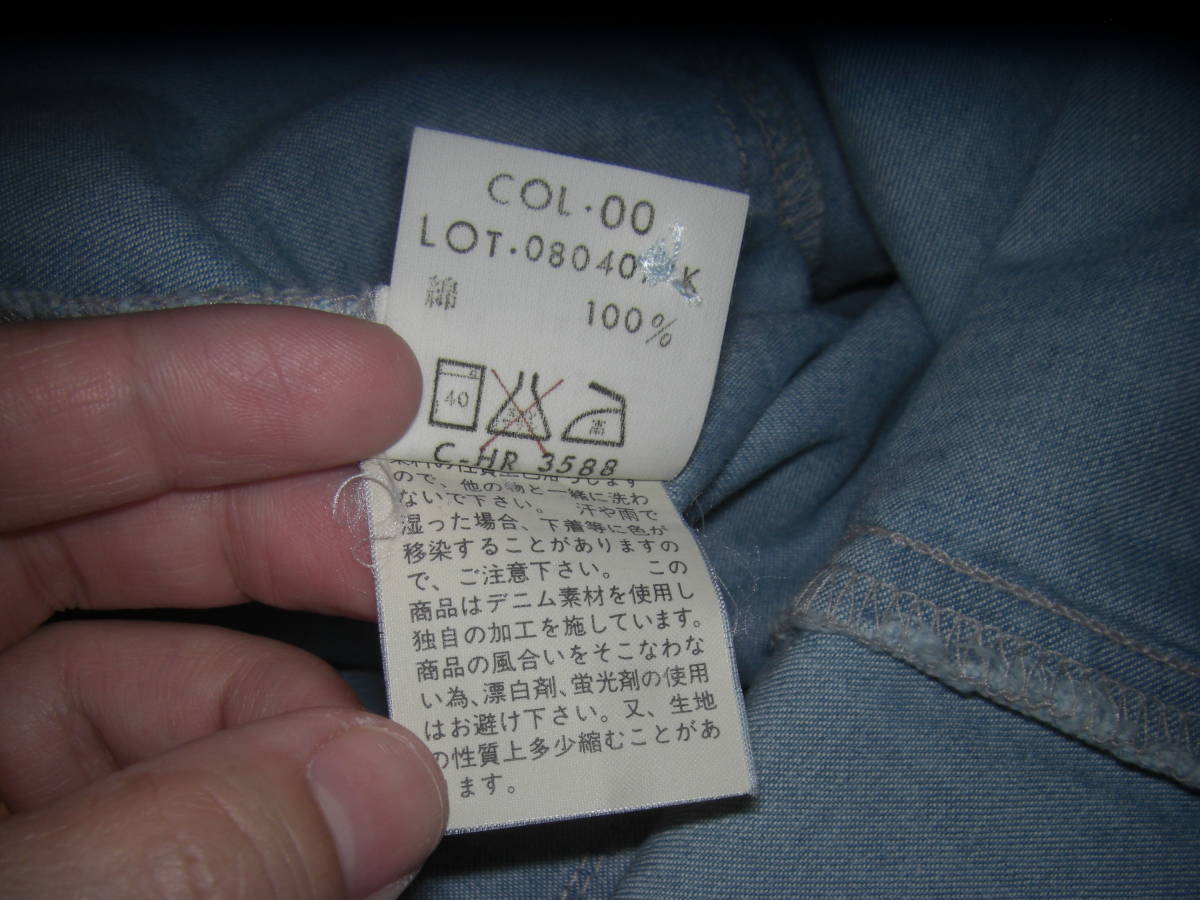 COL・00
LOT・08040
綿 100%
40
C-HR 3588
ので、他の物と一緒に洗わ
ないで下さい。 汗や雨で
湿った場合、下着等に色が
移染することがありますの
で、ご注意下さい。 この
商品はデニム素材を使用し
独自の加工を施しています。
商品の風合いをそこなわな
い為、漂白剤、蛍光剤の使用
はお避け下さい。又、生地
の性質上多少縮むことがあ
ます。